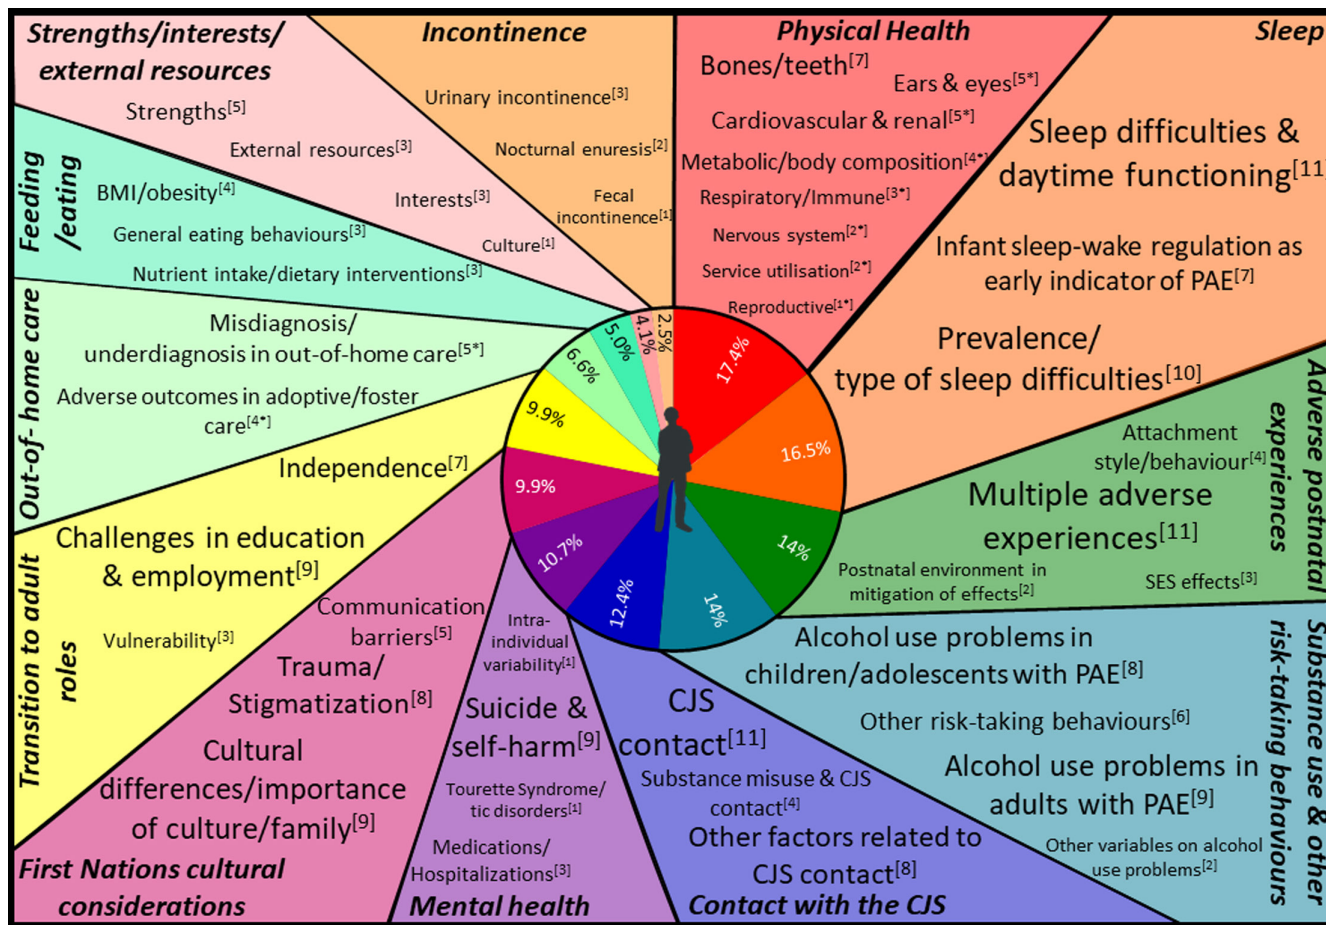 Strengths/interests/
external resources
Strengths[5]
External resources[3]
Interests[3]
Culture[1]
Incontinence
Urinary incontinence[3]
Nocturnal enuresis[2]
Fecal
incontinence[1]
Physical Health
Bones/teeth[7]
Ears & eyes[5*]
Cardiovascular & renal[5*]
Metabolic/body composition[4*]
Respiratory/Immune[3*]
Nervous system[2*]
Service utilisation[2*]
Reproductive[1*]
Sleep
Sleep difficulties &
daytime functioning[11]
Infant sleep-wake regulation as
early indicator of PAE[7]
Prevalence/
type of sleep difficulties[10]
Feeding
/eating
BMI/obesity[4]
General eating behaviours[3]
Nutrient intake/dietary interventions[3]
Out-of- home care
Misdiagnosis/
underdiagnosis in out-of-home care[5*]
Adverse outcomes in adoptive/foster
care[4*]
Adverse postnatal
experiences
Attachment
style/behaviour[4]
Multiple adverse
experiences[11]
Postnatal environment in
mitigation of effects[2]
SES effects[3]
Transition to adult
roles
Independence[7]
Challenges in education
& employment[9]
Vulnerability[3]
17.4%
16.5%
14%
14%
12.4%
10.7%
9.9%
9.9%
6.6%
5.0%
4.1%
2.5%
First Nations cultural
considerations
Communication
barriers[5]
Trauma/
Stigmatization[8]
Cultural
differences/importance
of culture/family[9]
Mental health
Intra-
individual
variability[1]
Suicide &
self-harm[9]
Tourette Syndrome/
tic disorders[1]
Medications/
Hospitalizations[3]
Contact with the CJS
CJS
contact[11]
Substance misuse & CJS
contact[4]
Other factors related to
CJS contact[8]
Substance use & other
risk-taking behaviours
Alcohol use problems in
children/adolescents with PAE[8]
Other risk-taking behaviours[6]
Alcohol use problems in
adults with PAE[9]
Other variables on alcohol
use problems[2]